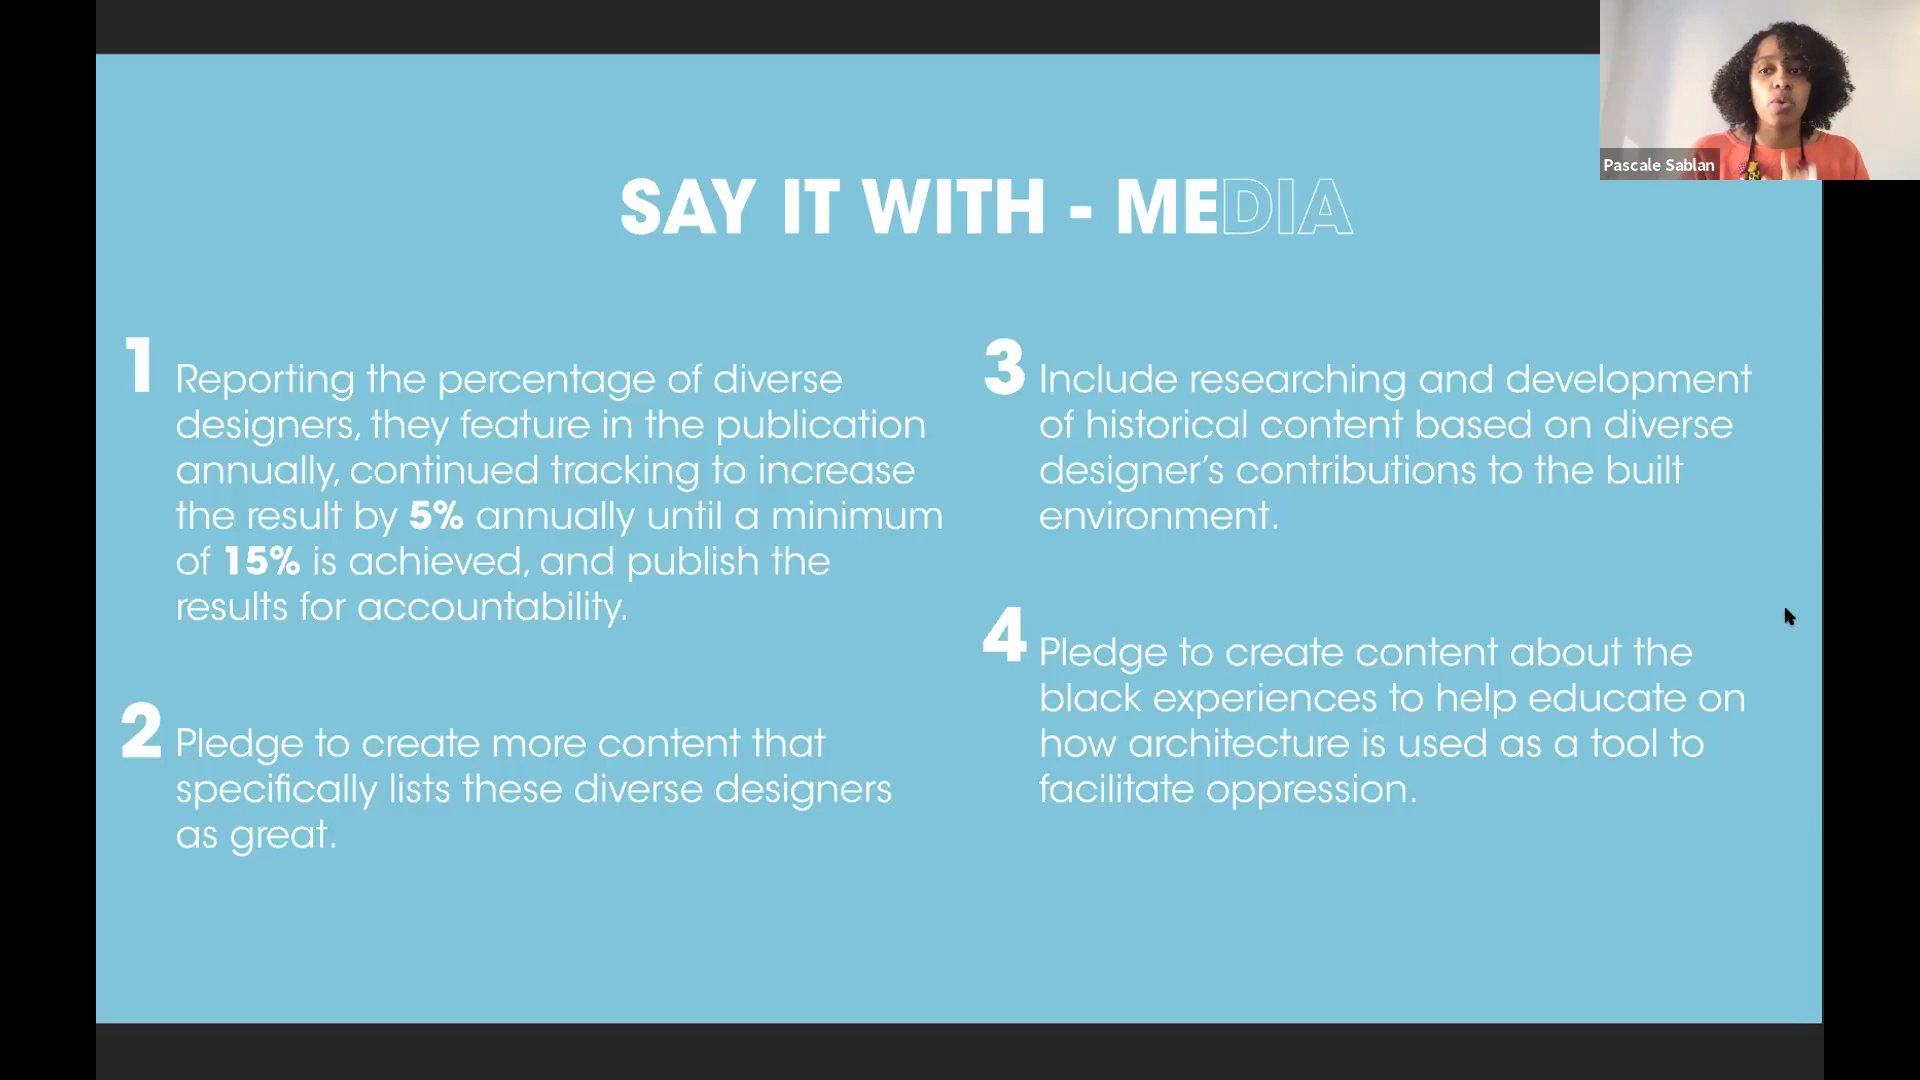 SAY IT WITH - MEDIA
1
Reporting the percentage of diverse
designers, they feature in the publication
annually, continued tracking to increase
the result by 5% annually until a minimum
of 15% is achieved, and publish the
results for accountability.
2
Pledge to create more content that
specifically lists these diverse designers
as great.
3
Include researching and development
of historical content based on diverse
designer's contributions to the built
environment.
4
Pledge to create content about the
black experiences to help educate on
how architecture is used as a tool to
facilitate oppression.
Pascale Sablan